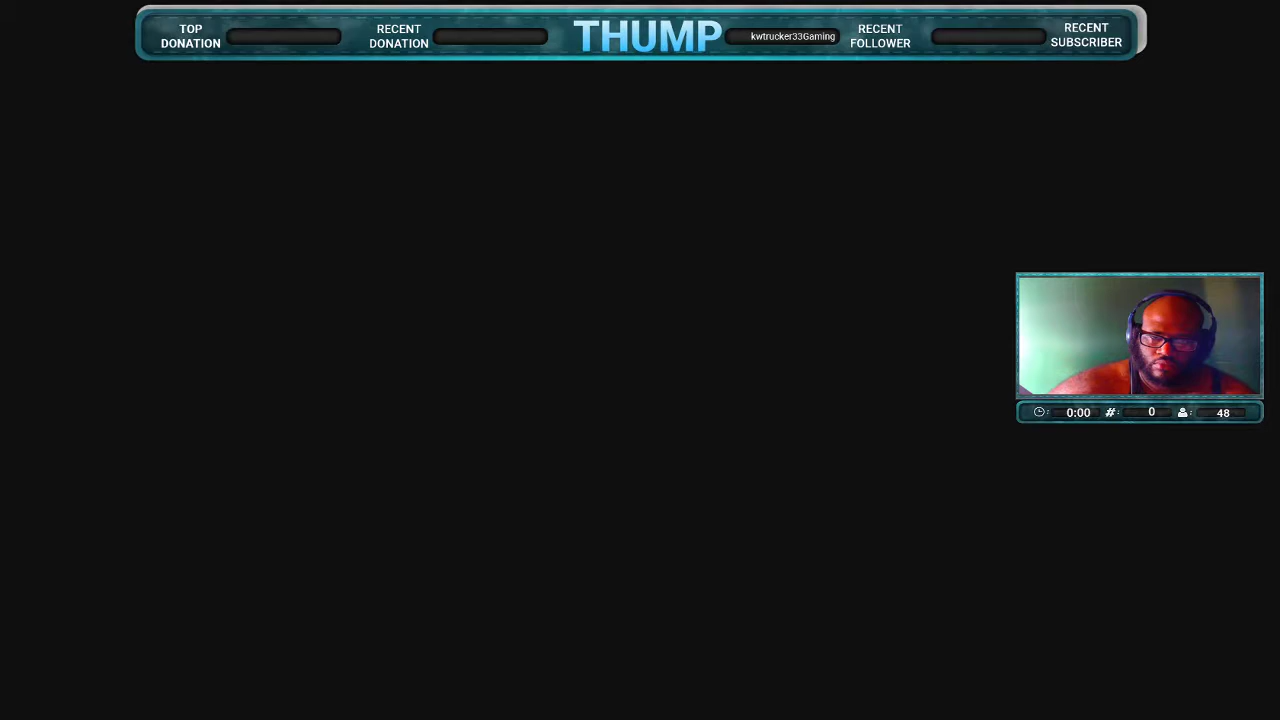 TOP
DONATION
RECENT
DONATION
THUMP
kwtrucker33Gaming
RECENT
FOLLOWER
RECENT
SUBSCRIBER
0:00
#:
0
48